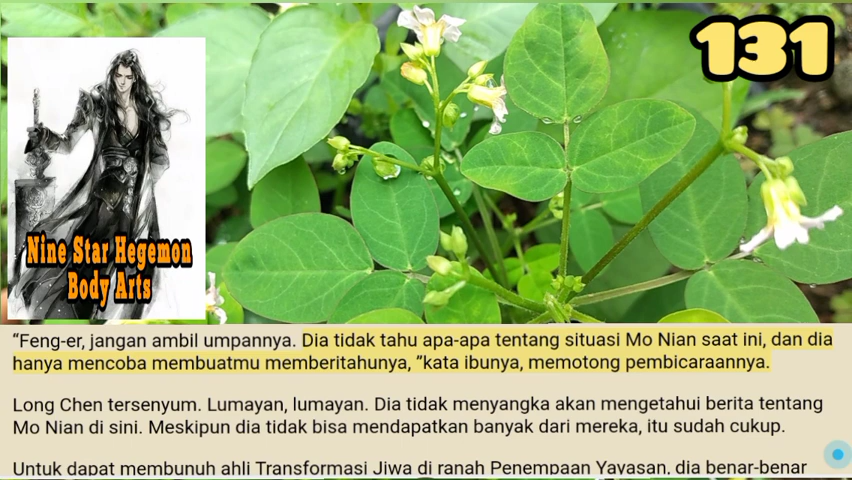 131
Nine Star Hegemon
Body Arts
“Feng-er, jangan ambil umpannya. Dia tidak tahu apa-apa tentang situasi Mo Nian saat ini, dan dia
hanya mencoba membuatmu memberitahunya, ”kata ibunya, memotong pembicaraannya.
Long Chen tersenyum. Lumayan, lumayan. Dia tidak menyangka akan mengetahui berita tentang
Mo Nian di sini. Meskipun dia tidak bisa mendapatkan banyak dari mereka, itu sudah cukup.
Untuk dapat membunuh ahli Transformasi Jiwa di ranah Penempaan Yayasan, dia benar-benar